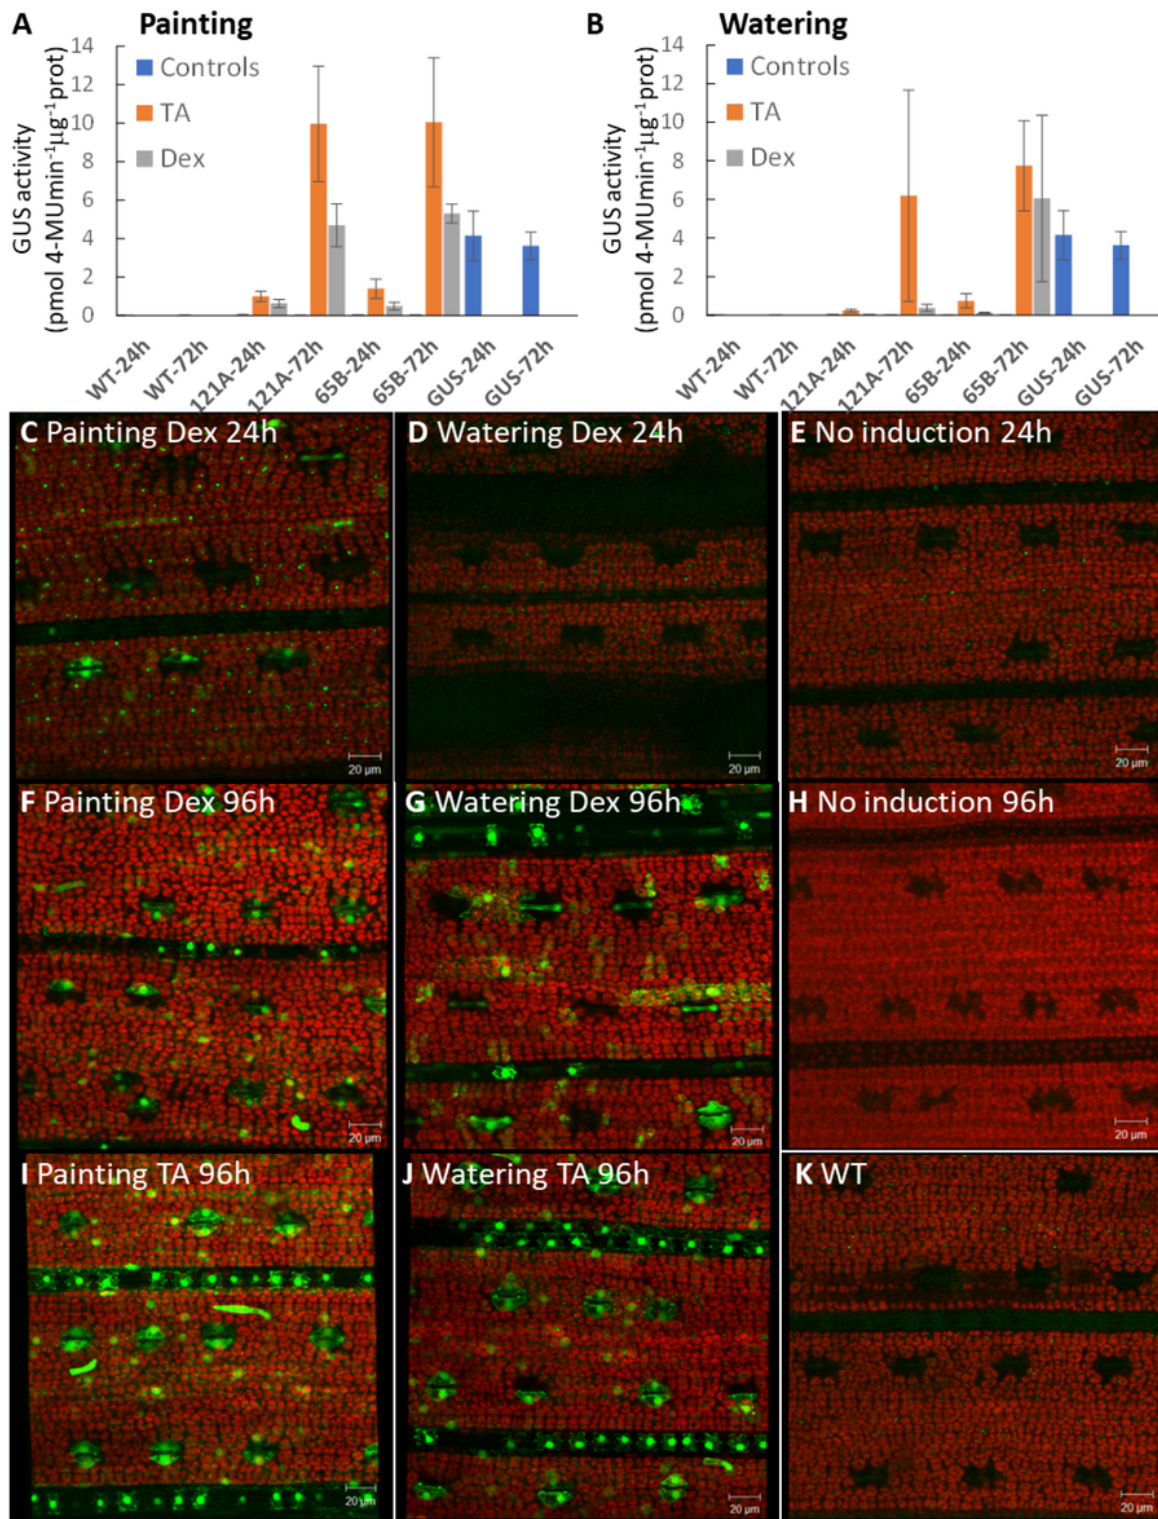 A Painting
GUS activity
(pmol 4-MUmin⁻¹µg⁻¹prot)
14
12
10
8
6
4
2
0
Controls
TA
Dex
WT-24h
WT-72h
121A-24h
121A-72h
65B-24h
65B-72h
GUS-24h
GUS-72h
B Watering
GUS activity
(pmol 4-MUmin⁻¹µg⁻¹prot)
14
12
10
8
6
4
2
0
Controls
TA
Dex
WT-24h
WT-72h
121A-24h
121A-72h
65B-24h
65B-72h
GUS-24h
GUS-72h
C Painting Dex 24h
20 µm
D Watering Dex 24h
20 µm
E No induction 24h
20 µm
F Painting Dex 96h
20 µm
G Watering Dex 96h
20 µm
H No induction 96h
20 µm
I Painting TA 96h
20 µm
J Watering TA 96h
20 µm
K WT
20 µm